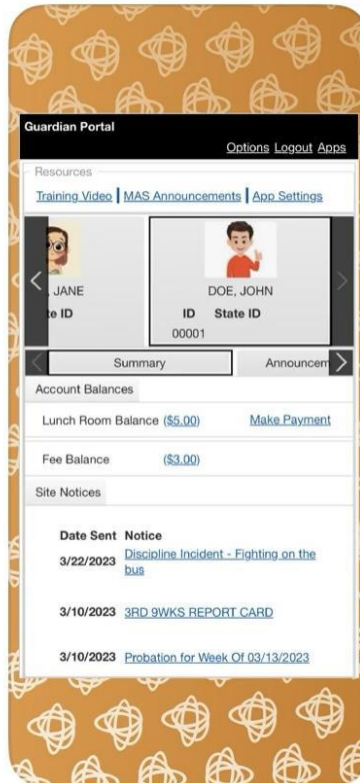 Guardian Portal
Options Logout Apps
Resources
Training Video MAS Announcements App Settings
, JANE
te ID
DOE, JOHN
ID State ID
00001
Summary
Announcem
Account Balances
Lunch Room Balance ($5.00) Make Payment
Fee Balance ($3.00)
Site Notices
Date Sent Notice
3/22/2023 Discipline Incident - Fighting on the
bus
3/10/2023 3RD 9WKS REPORT CARD
3/10/2023 Probation for Week Of 03/13/2023